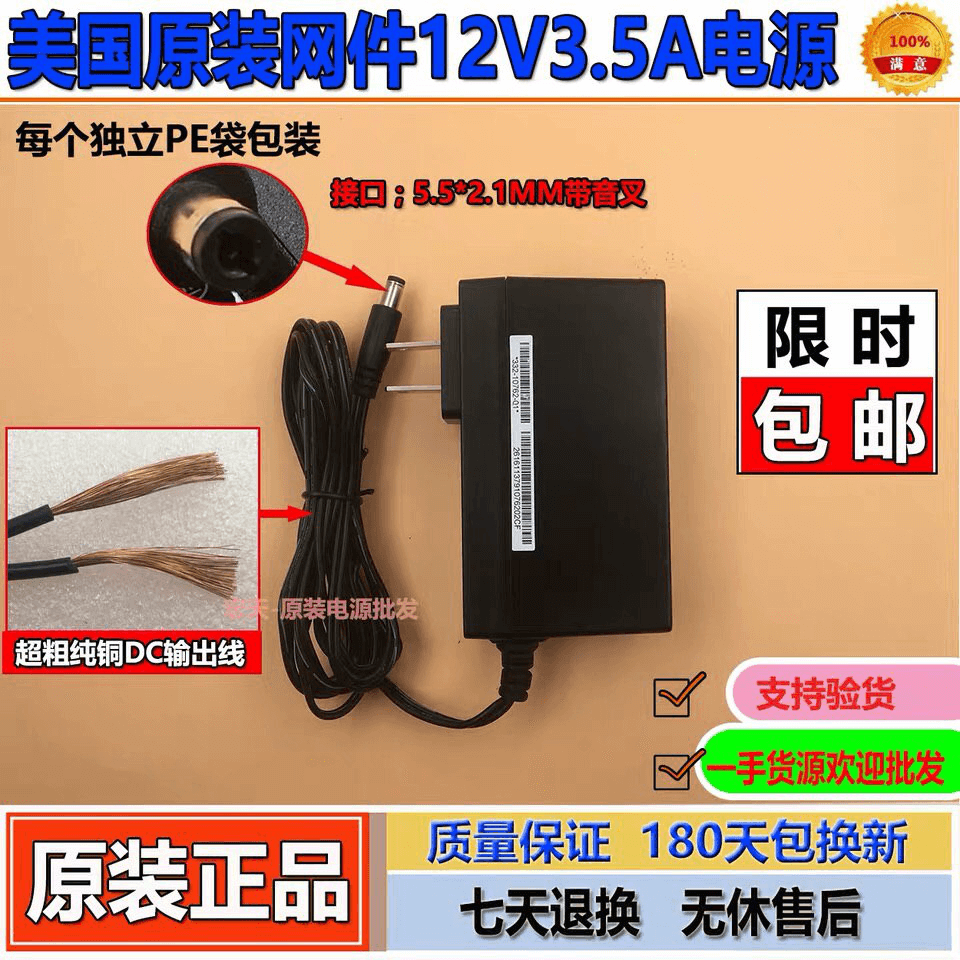 美国原装网件12V3.5A电源
100%
满意
每个独立PE袋包装
接口；5.5*2.1MM带音叉
*332-10762-01*
限时
包邮
天-原装电源批发
超粗纯铜DC输出线
支持验货
一手货源欢迎批发
原装正品
质量保证 180天包换新
七天退换 无休售后